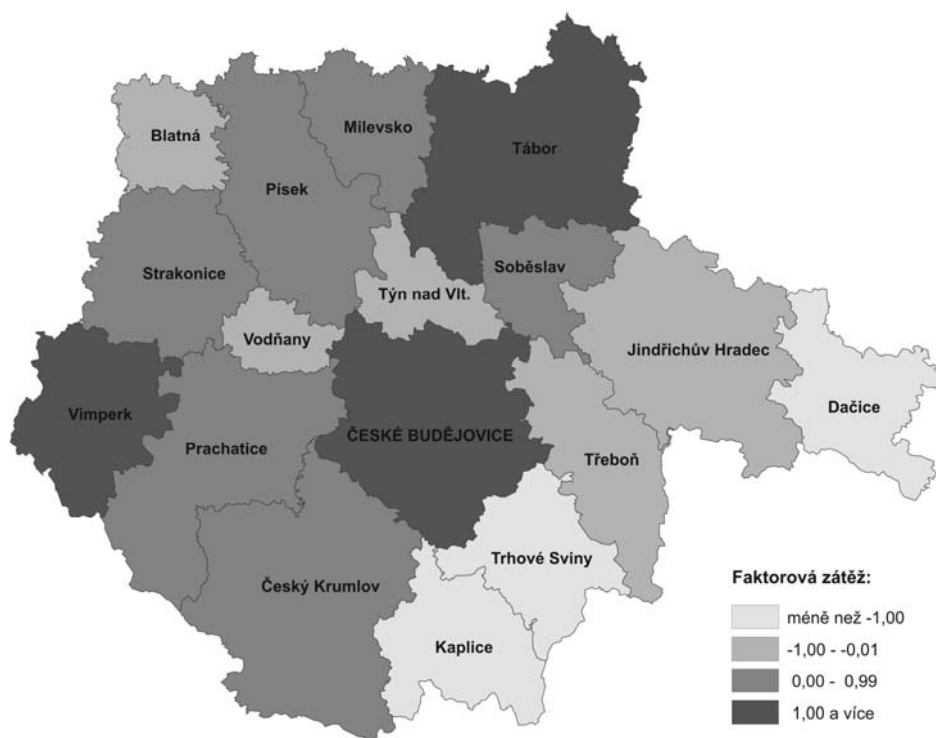 Blatná
Milevsko
Tábor
Písek
Strakonice
Soběslav
Týn nad Vlt.
Vodňany
Jindřichův Hradec
Vimperk
Dačice
ČESKÉ BUDĚJOVICE
Prachatice
Třeboň
Trhové Sviny
Český Krumlov
Kaplice
Faktorová zátěž:
méně než -1,00
-1,00 - -0,01
0,00 - 0,99
1,00 a více